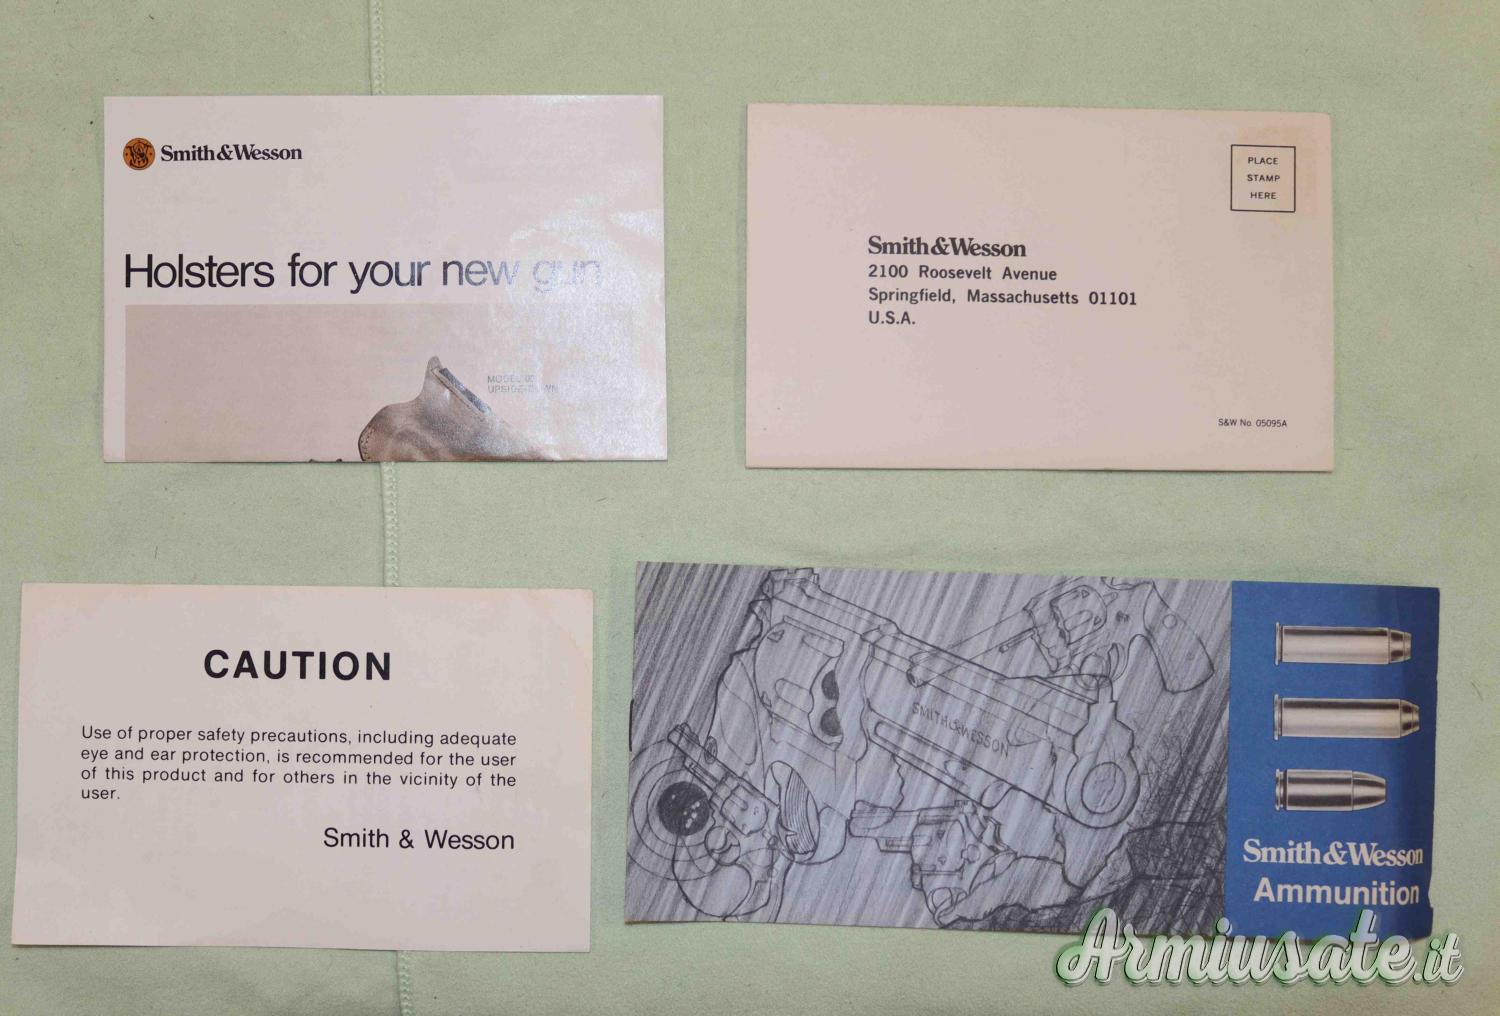 Smith & Wesson
Holsters for your new gun
MODEL
UPSIDE-DOWN
PLACE
STAMP
HERE
Smith & Wesson
2100 Roosevelt Avenue
Springfield, Massachusetts 01101
U.S.A.
S&W No. 05095A
CAUTION
Use of proper safety precautions, including adequate
eye and ear protection, is recommended for the user
of this product and for others in the vicinity of the
user.
Smith & Wesson
SMITH & WESSON
Smith & Wesson
Ammunition
Armiusate.it